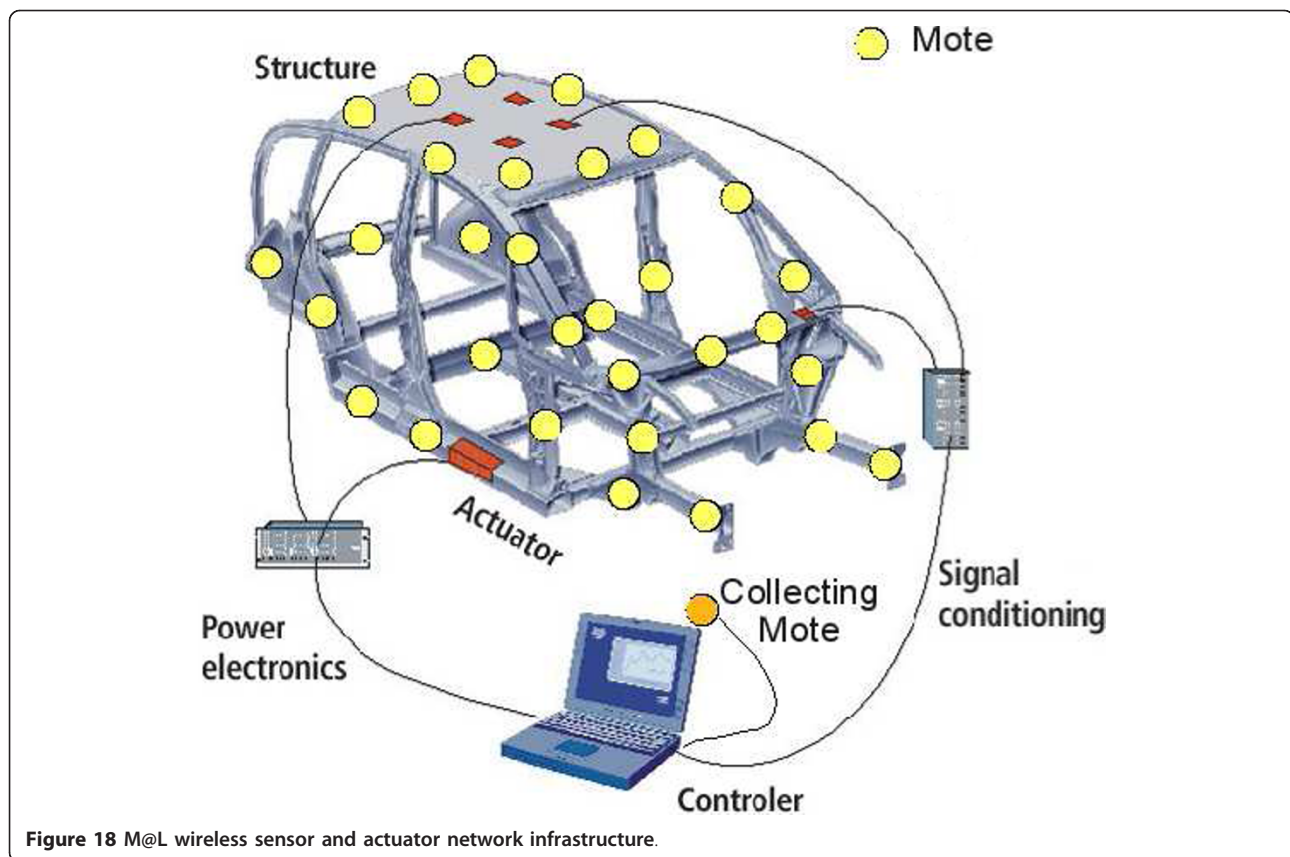 Mote
Structure
Actuator
Collecting
Mote
Signal
conditioning
Power
electronics
Controler
Figure 18 M@L wireless sensor and actuator network infrastructure.